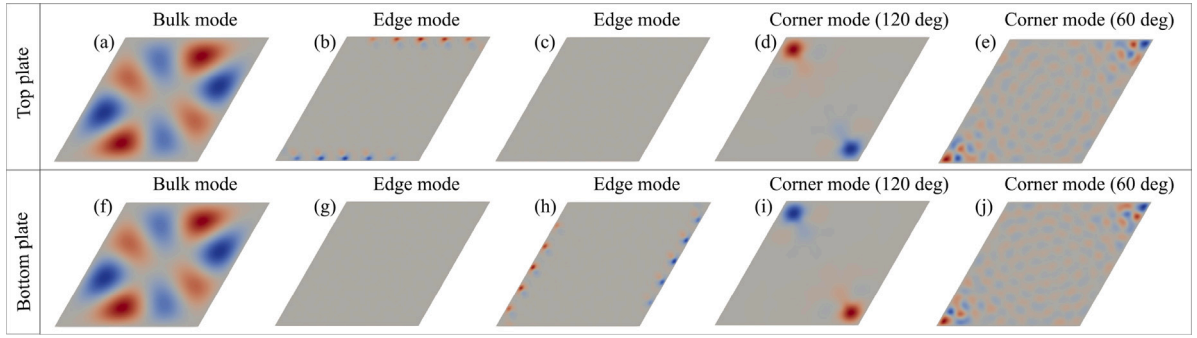 Bulk mode Edge mode Edge mode Corner mode (120 deg) Corner mode (60 deg)
Top plate
(a) (b) (c) (d) (e)
Bulk mode Edge mode Edge mode Corner mode (120 deg) Corner mode (60 deg)
Bottom plate
(f) (g) (h) (i) (j)